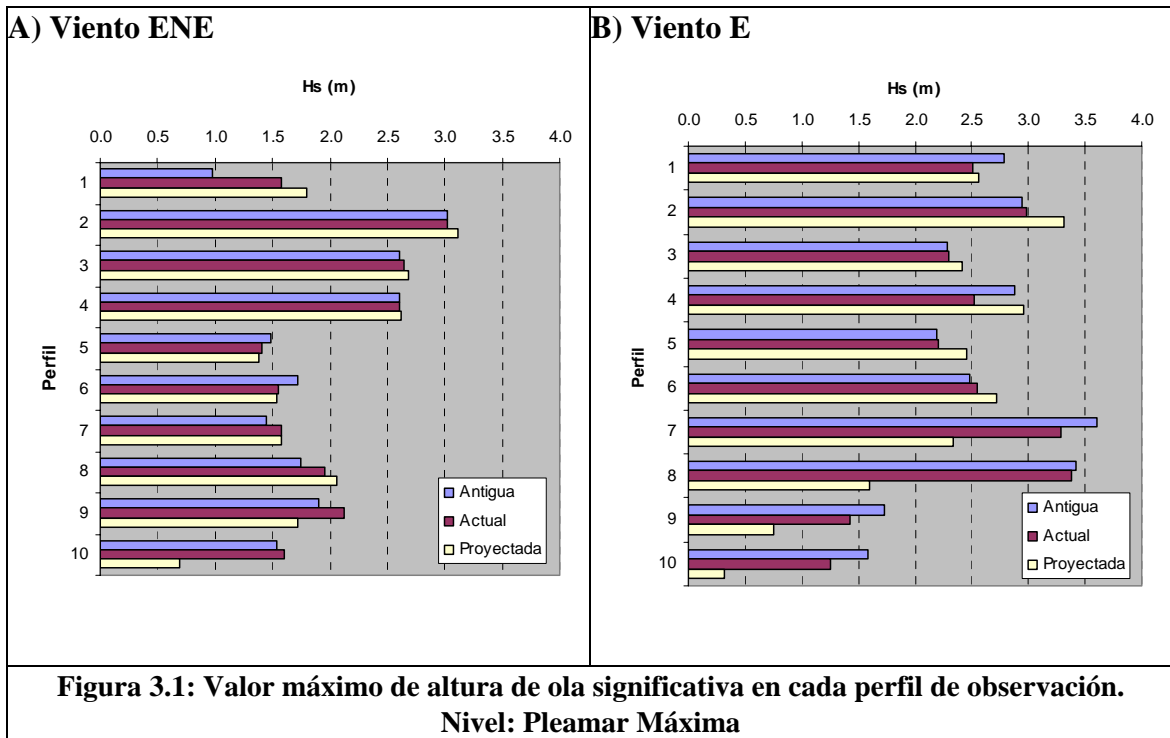 A) Viento ENE
Hs (m)
0.0 0.5 1.0 1.5 2.0 2.5 3.0 3.5 4.0
Perfil
1
2
3
4
5
6
7
8
9
10
Antigua
Actual
Proyectada
B) Viento E
Hs (m)
0.0 0.5 1.0 1.5 2.0 2.5 3.0 3.5 4.0
Perfil
1
2
3
4
5
6
7
8
9
10
Antigua
Actual
Proyectada
Figura 3.1: Valor máximo de altura de ola significativa en cada perfil de observación.
Nivel: Pleamar Máxima